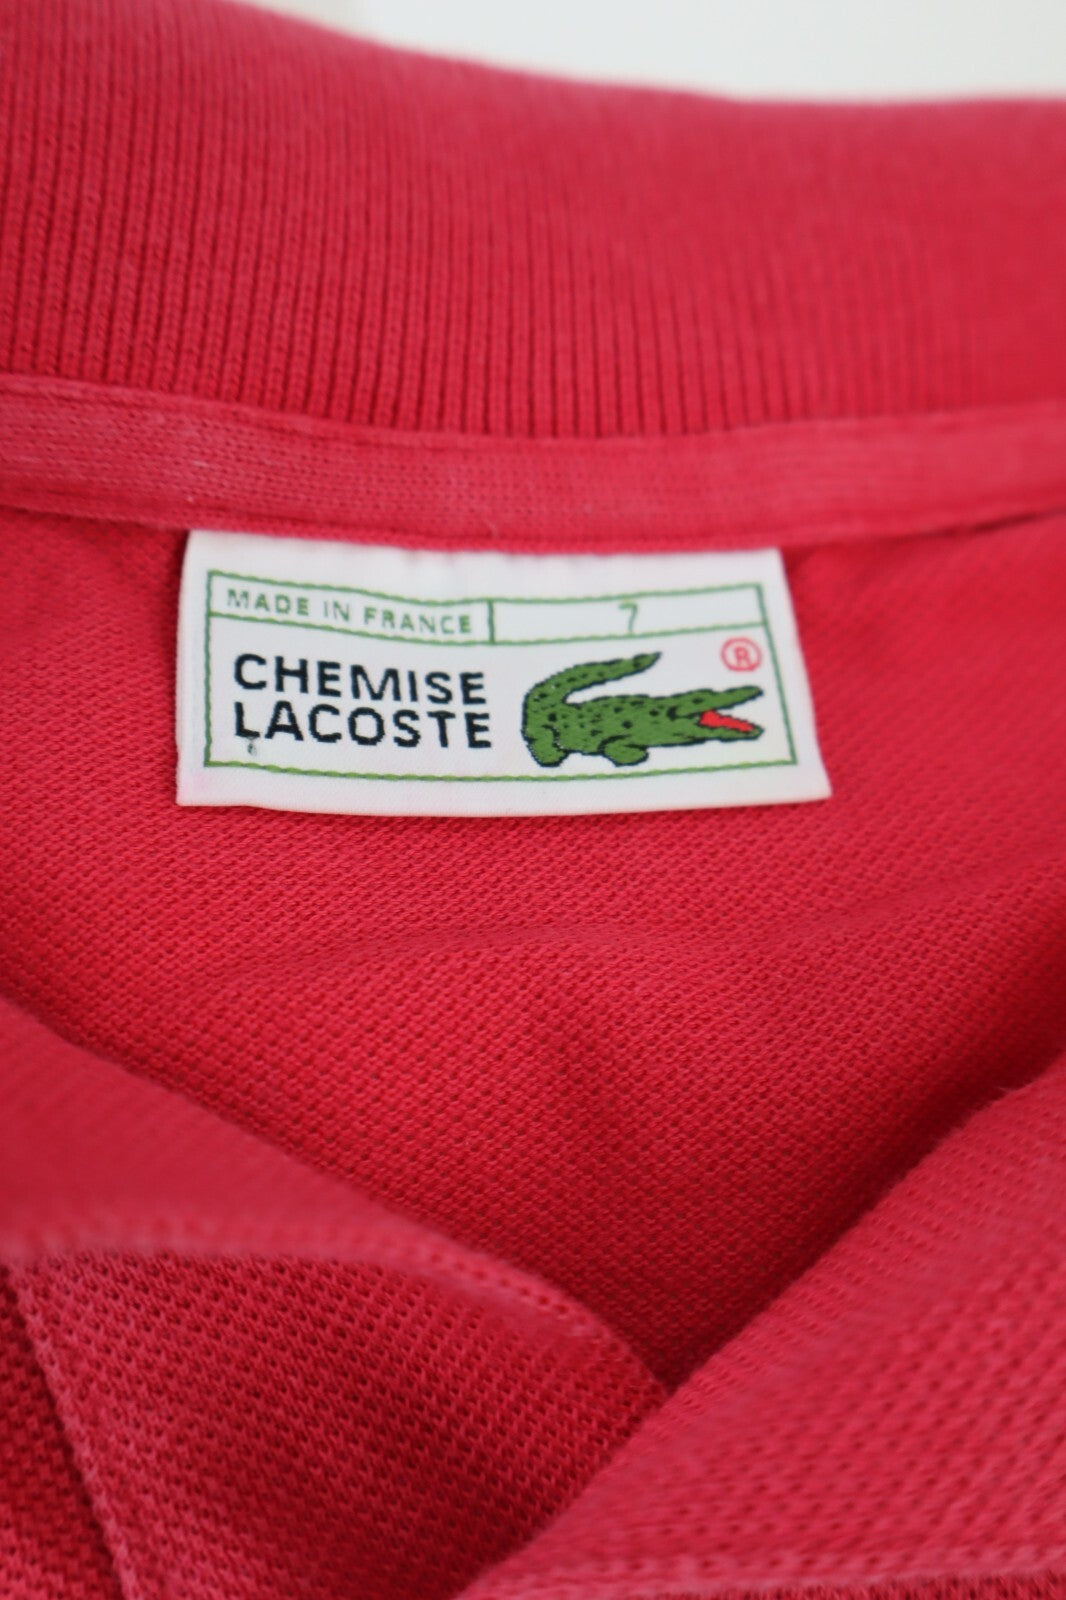 MADE IN FRANCE 7
CHEMISE
LACOSTE
®